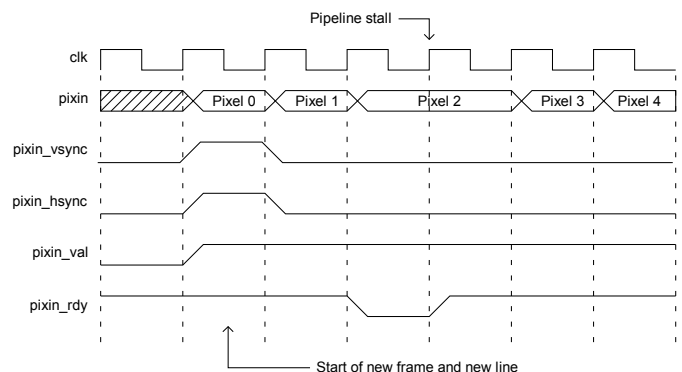 Pipeline stall
clk
pixin
Pixel 0
Pixel 1
Pixel 2
Pixel 3
Pixel 4
pixin_vsync
pixin_hsync
pixin_val
pixin_rdy
Start of new frame and new line